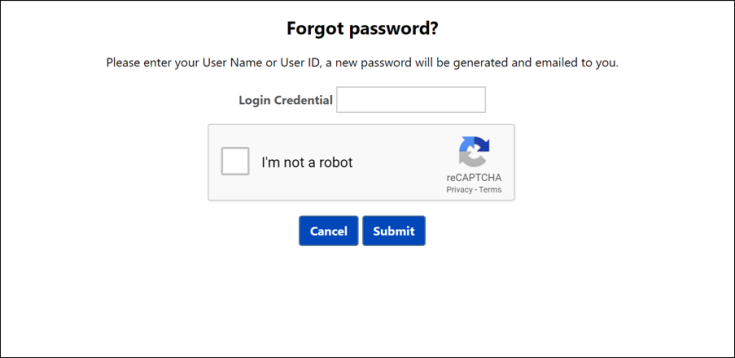 Forgot password?
Please enter your User Name or User ID, a new password will be generated and emailed to you.
Login Credential
I'm not a robot
reCAPTCHA
Privacy - Terms
Cancel Submit